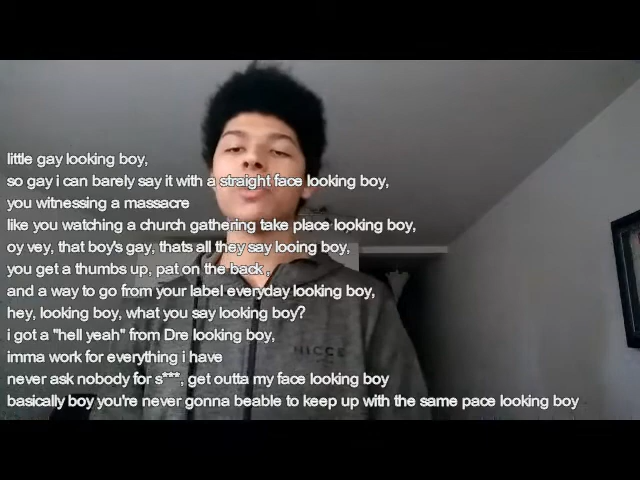 little gay looking boy,
so gay i can barely say it with a straight face looking boy,
you witnessing a massacre
like you watching a church gathering take place looking boy,
oy vey, that boy's gay, thats all they say looing boy,
you get a thumbs up, pat on the back ,
and a way to go from your label everyday looking boy,
hey, looking boy, what you say looking boy?
i got a "hell yeah" from Dre looking boy,
imma work for everything i have
never ask nobody for s***, get outta my face looking boy
basically boy you're never gonna beable to keep up with the same pace looking boy
NICCE